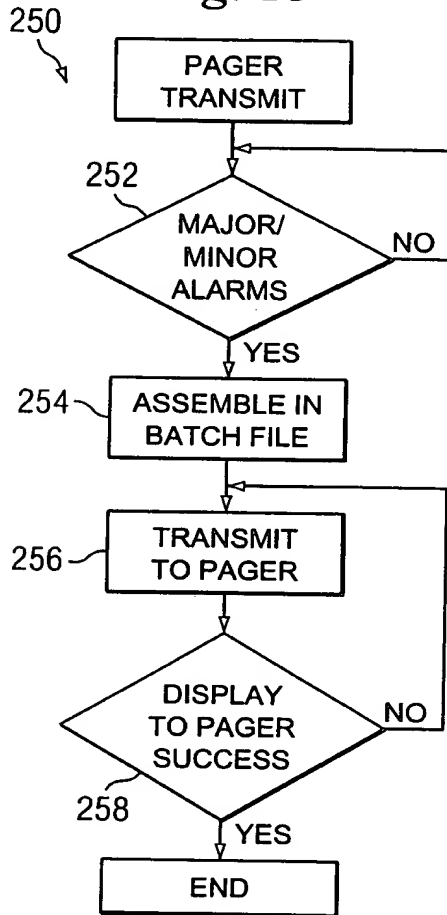 250
PAGER
TRANSMIT
252
MAJOR/
MINOR
ALARMS
NO
YES
254
ASSEMBLE IN
BATCH FILE
256
TRANSMIT
TO PAGER
DISPLAY
TO PAGER
SUCCESS
NO
258
YES
END